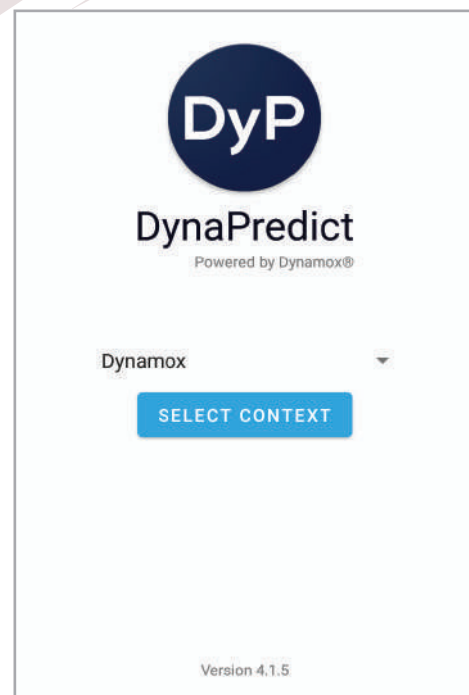 DyP
DynaPredict
Powered by Dynamox®
Dynamox
SELECT CONTEXT
Version 4.1.5